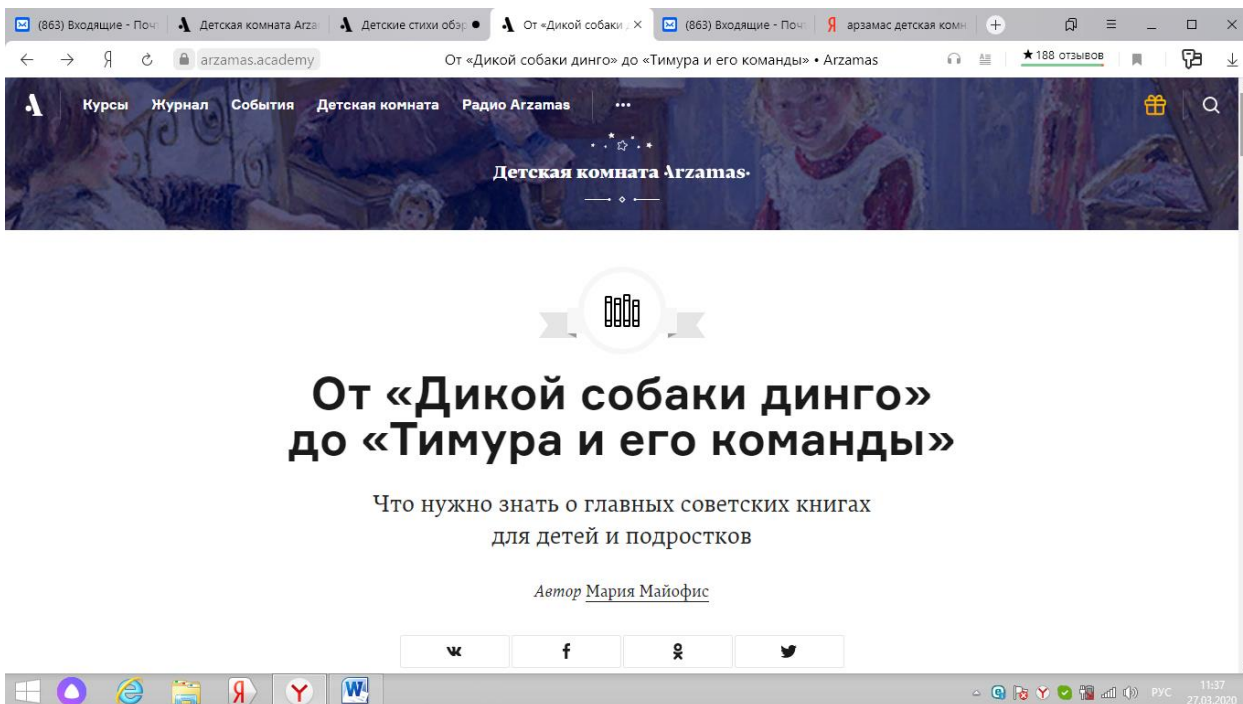 (863) Входящие - Поч
Детская комната Arza
Детские стихи обэр
От «Дикой собаки
(863) Входящие - Поч
Я арзамас детская комн
Я
arzamas.academy
От «Дикой собаки динго» до «Тимура и его команды» • Arzamas
★188 отзывов
Курсы Журнал События Детская комната Радио Arzamas ...
Детская комната Arzamas
От «Дикой собаки динго»
до «Тимура и его команды»
Что нужно знать о главных советских книгах
для детей и подростков
Автор Мария Майофис
РУС
11:37
27.03.2020